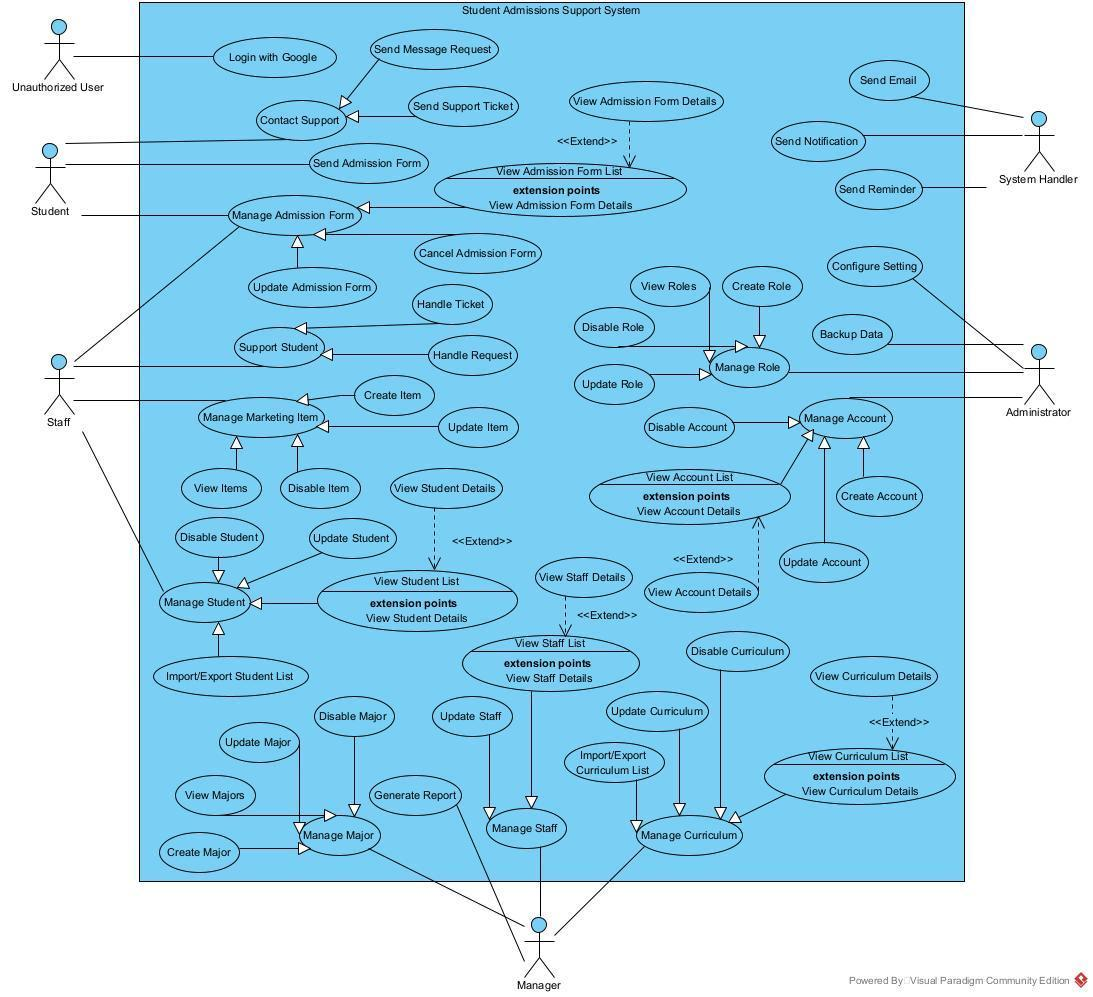 Student Admissions Support System
Unauthorized User
Login with Google
Send Message Request
Send Support Ticket
Contact Support
Student
Send Admission Form
View Admission Form Details
<<Extend>>
View Admission Form List
extension points
View Admission Form Details
Manage Admission Form
Cancel Admission Form
Update Admission Form
Send Email
Send Notification
Send Reminder
System Handler
Handle Ticket
Support Student
Handle Request
Staff
Create Item
Manage Marketing Item
Update Item
View Items
Disable Item
View Roles
Create Role
Disable Role
Update Role
Manage Role
Configure Setting
Backup Data
Administrator
Manage Account
Disable Account
View Account List
extension points
View Account Details
Create Account
<<Extend>>
Update Account
View Account Details
View Student Details
Disable Student
Update Student
<<Extend>>
Manage Student
View Student List
extension points
View Student Details
Import/Export Student List
View Staff Details
<<Extend>>
View Staff List
extension points
View Staff Details
Disable Curriculum
View Curriculum Details
<<Extend>>
Update Curriculum
Import/Export
Curriculum List
View Curriculum List
extension points
View Curriculum Details
Manage Curriculum
Disable Major
Update Major
View Majors
Create Major
Manage Major
Generate Report
Update Staff
Manage Staff
Manager
Powered By Visual Paradigm Community Edition